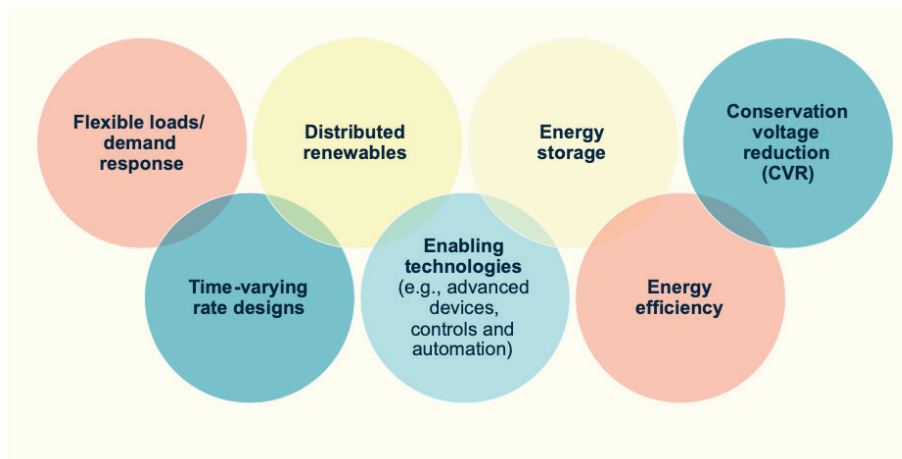 Flexible loads/
demand
response
Distributed
renewables
Energy
storage
Conservation
voltage
reduction
(CVR)
Time-varying
rate designs
Enabling
technologies
(e.g., advanced
devices,
controls and
automation)
Energy
efficiency